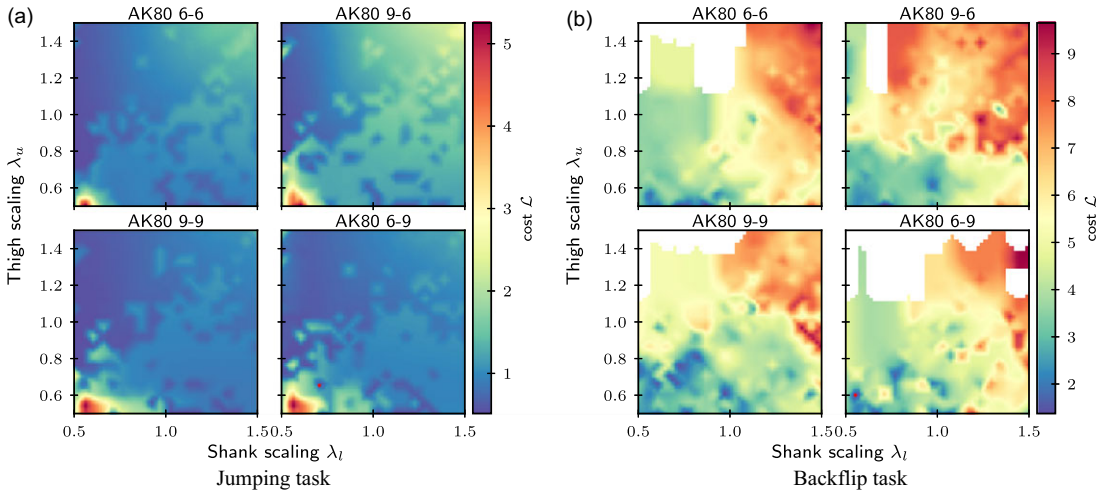 (a)
AK80 6-6
AK80 9-6
1.4
1.2
1.0
0.8
0.6
AK80 9-9
AK80 6-9
1.4
1.2
1.0
0.8
0.6
Thigh scaling λu
0.5
1.0
1.5
0.5
1.0
1.5
Shank scaling λl
5
4
3
2
1
cost ℒ
Jumping task
(b)
AK80 6-6
AK80 9-6
1.4
1.2
1.0
0.8
0.6
AK80 9-9
AK80 6-9
1.4
1.2
1.0
0.8
0.6
Thigh scaling λu
0.5
1.0
0.5
1.0
1.5
Shank scaling λl
9
8
7
6
5
4
3
2
cost ℒ
Backflip task